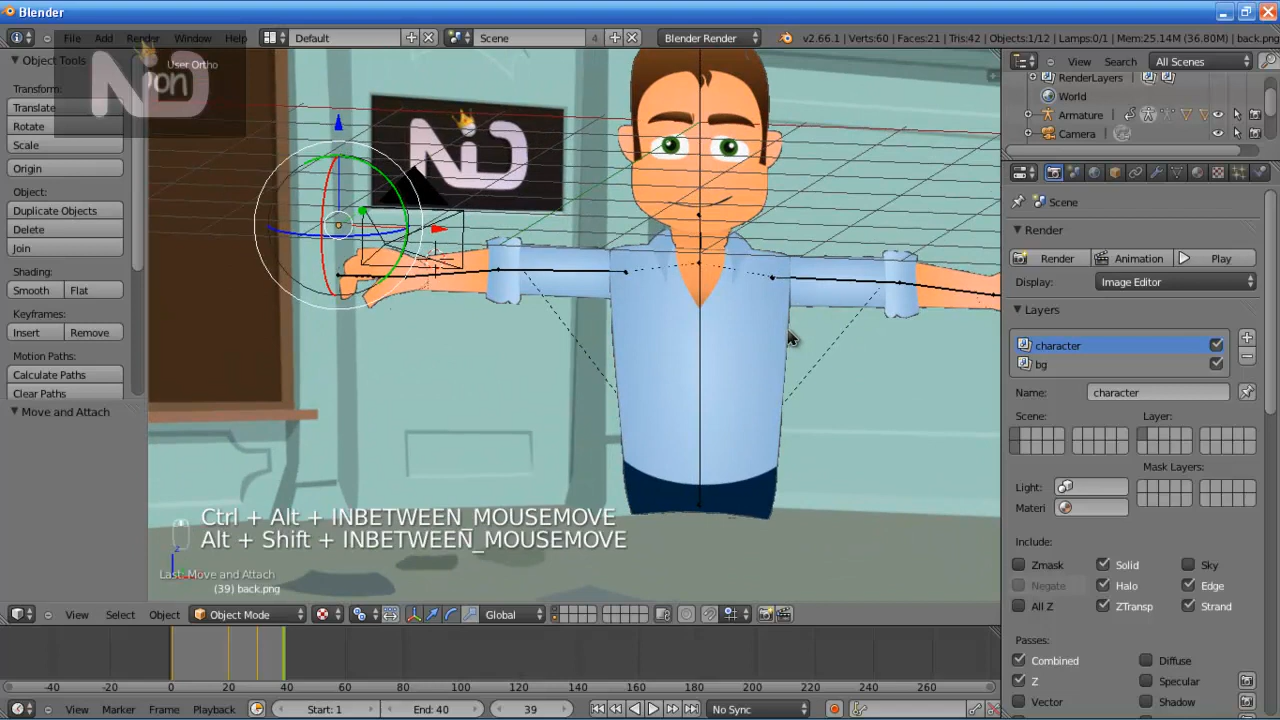 Blender
File Add Render Window Help
Default
Scene
4
Blender Render
v2.66.1 | Verts:60 | Faces:21 | Tris:42 | Objects:1/12 | Lamps:0/1 | Mem:25.14M (36.80M) | back.png
Object Tools
User Ortho
View Search All Scenes
RenderLayers
World
Armature
Camera
Transform:
Translate
Rotate
Scale
Origin
Object:
Duplicate Objects
Delete
Join
Shading:
Smooth Flat
Keyframes:
Insert Remove
Motion Paths:
Calculate Paths
Clear Paths
Move and Attach
NiD
Scene
Render
Render Animation Play
Display: Image Editor
Layers
character
bg
Name: character
Scene: Layer:
Mask Layers:
Light:
Materi
Include:
Zmask Solid Sky
Negate Halo Edge
All Z ZTransp Strand
Passes:
Combined Diffuse
Z Specular
Vector Shadow
Ctrl + Alt + INBETWEEN_MOUSEMOVE
Alt + Shift + INBETWEEN_MOUSEMOVE
Last: Move and Attach
(39) back.png
View Select Object Object Mode Global
-40 -20 0 20 40 60 80 100 120 140 160 180 200 220 240 260
View Marker Frame Playback Start: 1 End: 40 39 No Sync